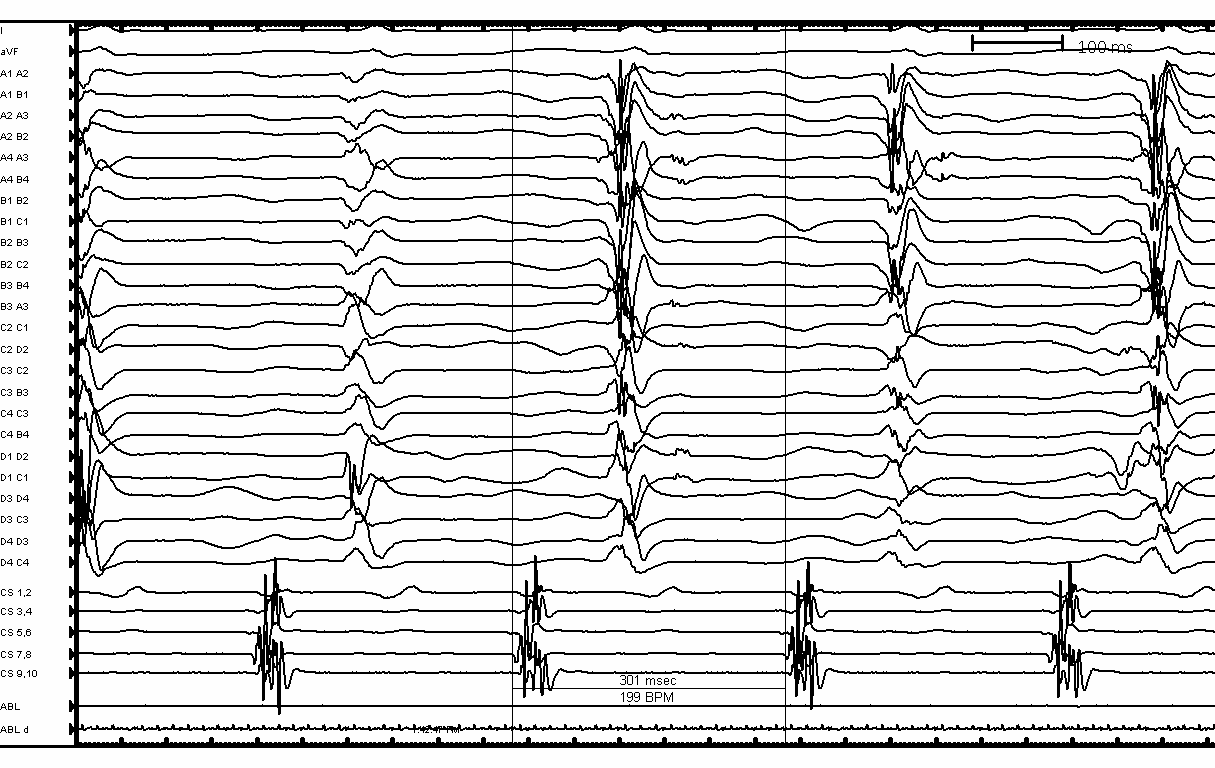 I
aVF
100 ms
A1 A2
A1 B1
A2 A3
A2 B2
A4 A3
A4 B4
B1 B2
B1 C1
B2 B3
B2 C2
B3 B4
B3 A3
C2 C1
C2 D2
C3 C2
C3 B3
C4 C3
C4 B4
D1 D2
D1 C1
D3 D4
D3 C3
D4 D3
D4 C4
CS 1,2
CS 3,4
CS 5,6
CS 7,8
CS 9,10
301 msec
199 BPM
ABL
ABL d